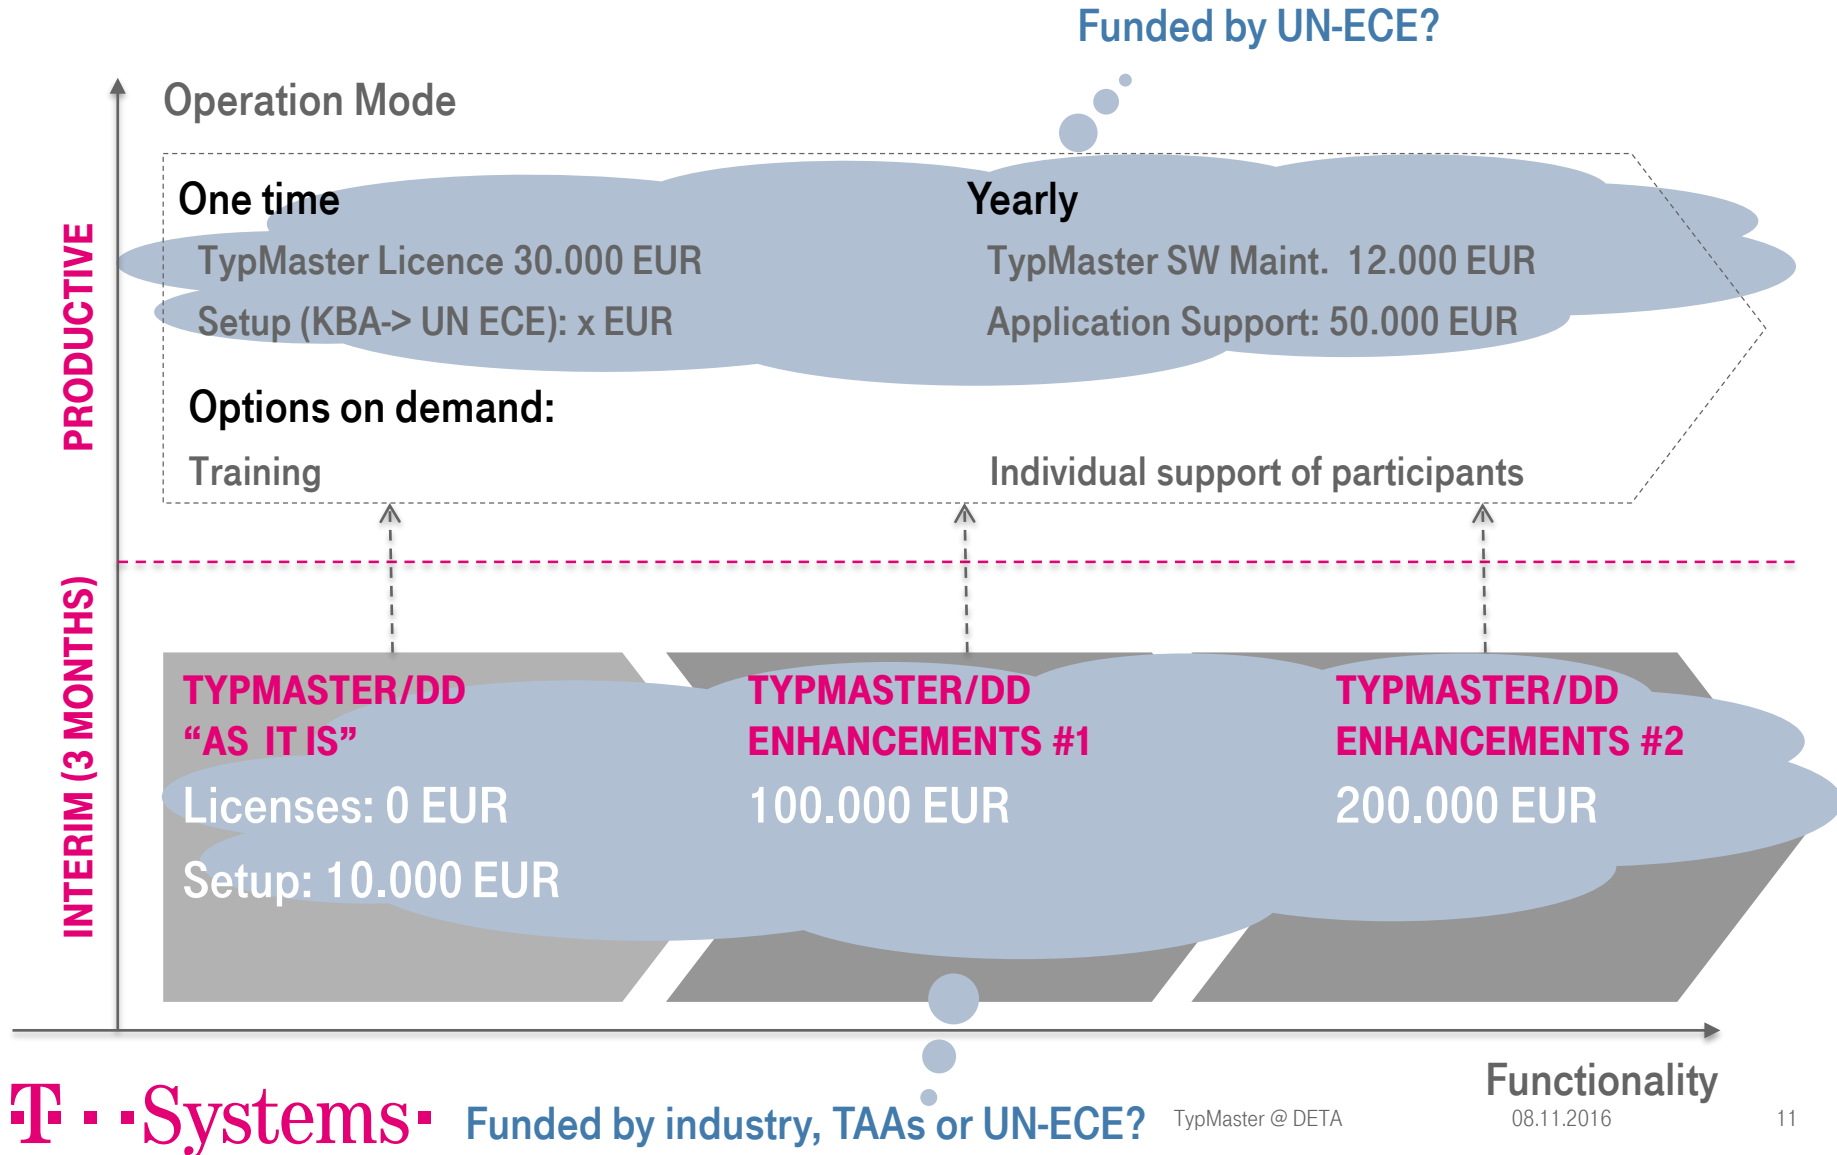 Funded by UN-ECE?
Operation Mode
PRODUCTIVE
One time
TypMaster Licence 30.000 EUR
Setup (KBA-> UN ECE): x EUR
Yearly
TypMaster SW Maint. 12.000 EUR
Application Support: 50.000 EUR
Options on demand:
Training
Individual support of participants
INTERIM (3 MONTHS)
TYPMASTER/DD
“AS IT IS”
Licenses: 0 EUR
Setup: 10.000 EUR
TYPMASTER/DD
ENHANCEMENTS #1
100.000 EUR
TYPMASTER/DD
ENHANCEMENTS #2
200.000 EUR
Functionality
T··Systems·
Funded by industry, TAAs or UN-ECE?
TypMaster @ DETA
08.11.2016
11